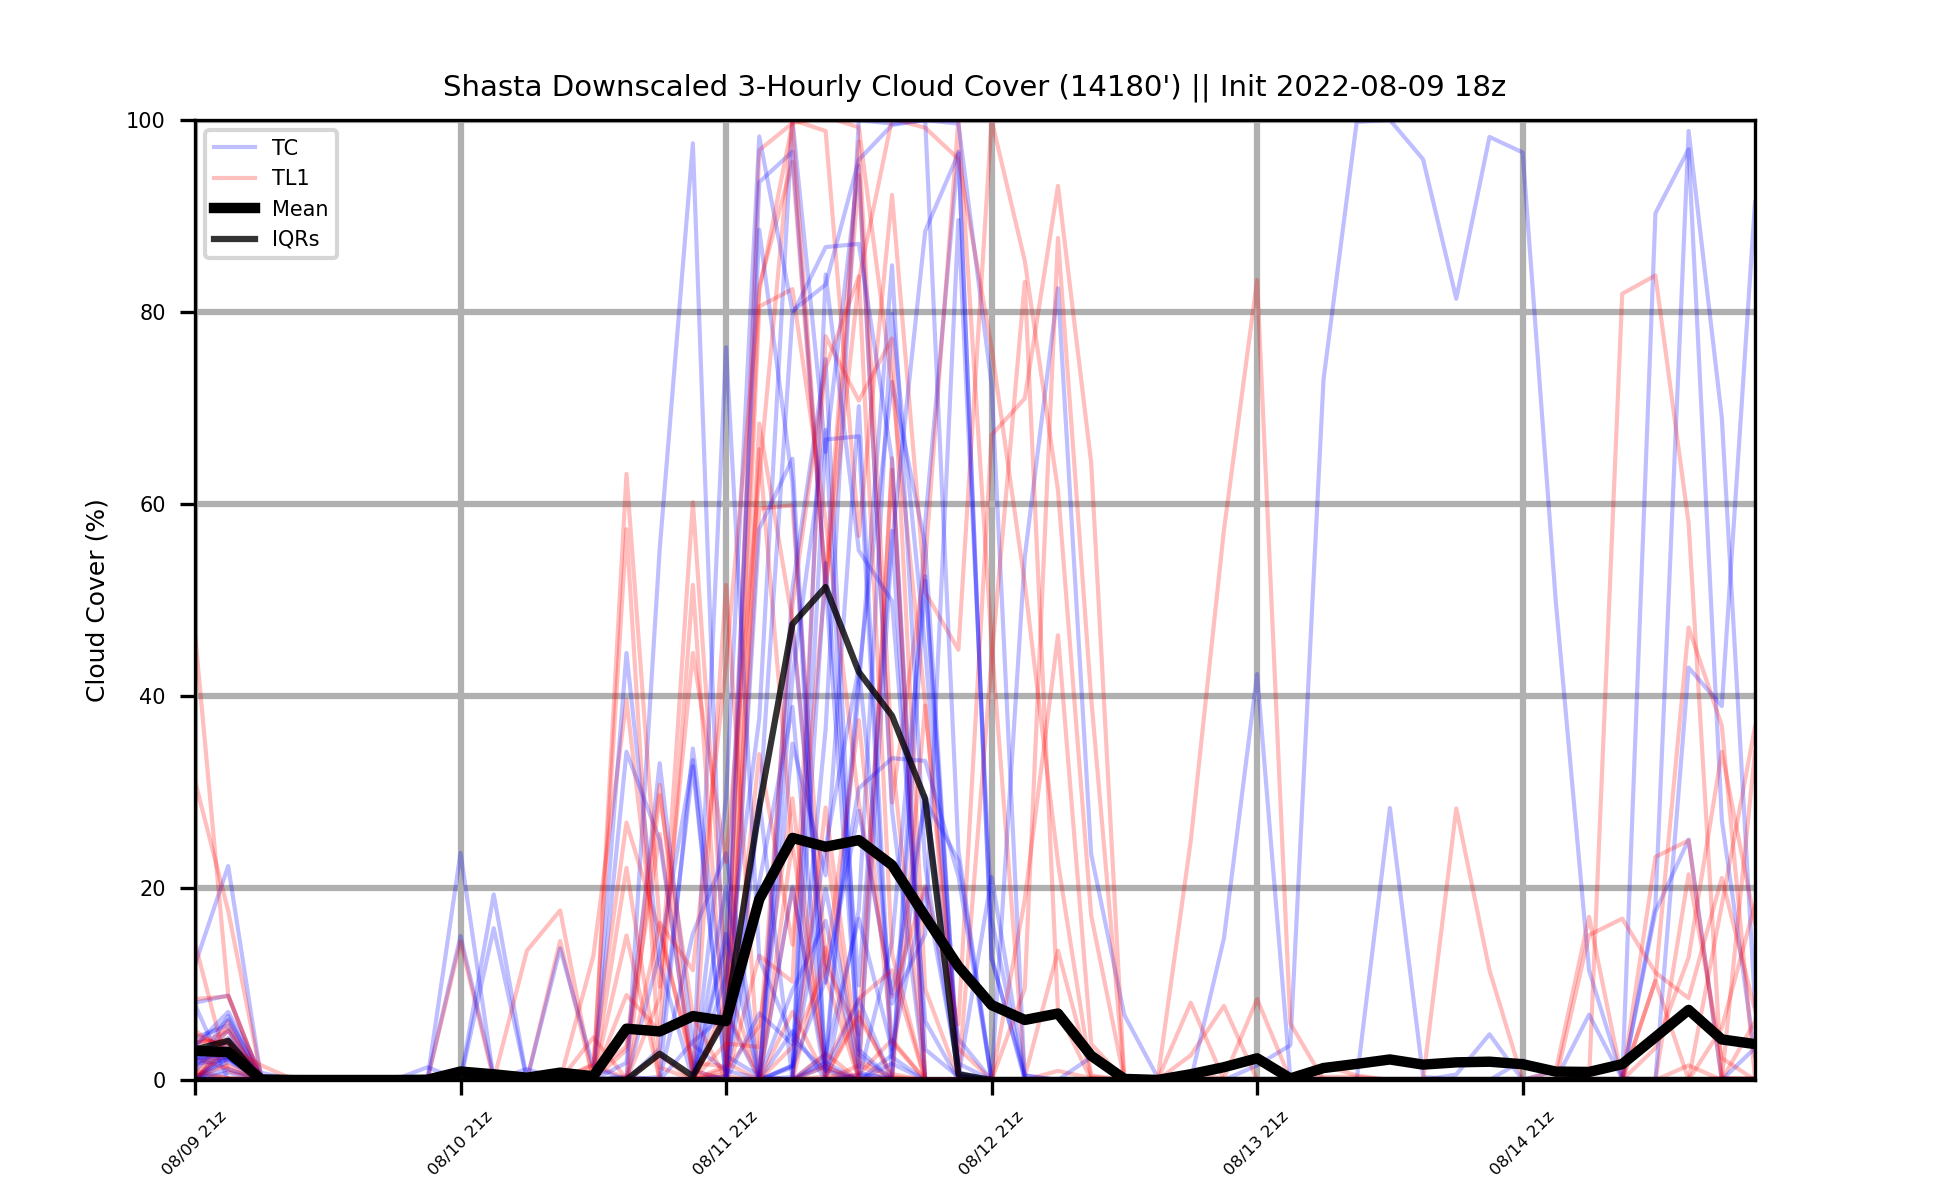 Shasta Downscaled 3-Hourly Cloud Cover (14180') || Init 2022-08-09 18z
100
80
60
40
20
0
Cloud Cover (%)
TC
TL1
Mean
IQRs
08/09 21z
08/10 21z
08/11 21z
08/12 21z
08/13 21z
08/14 21z